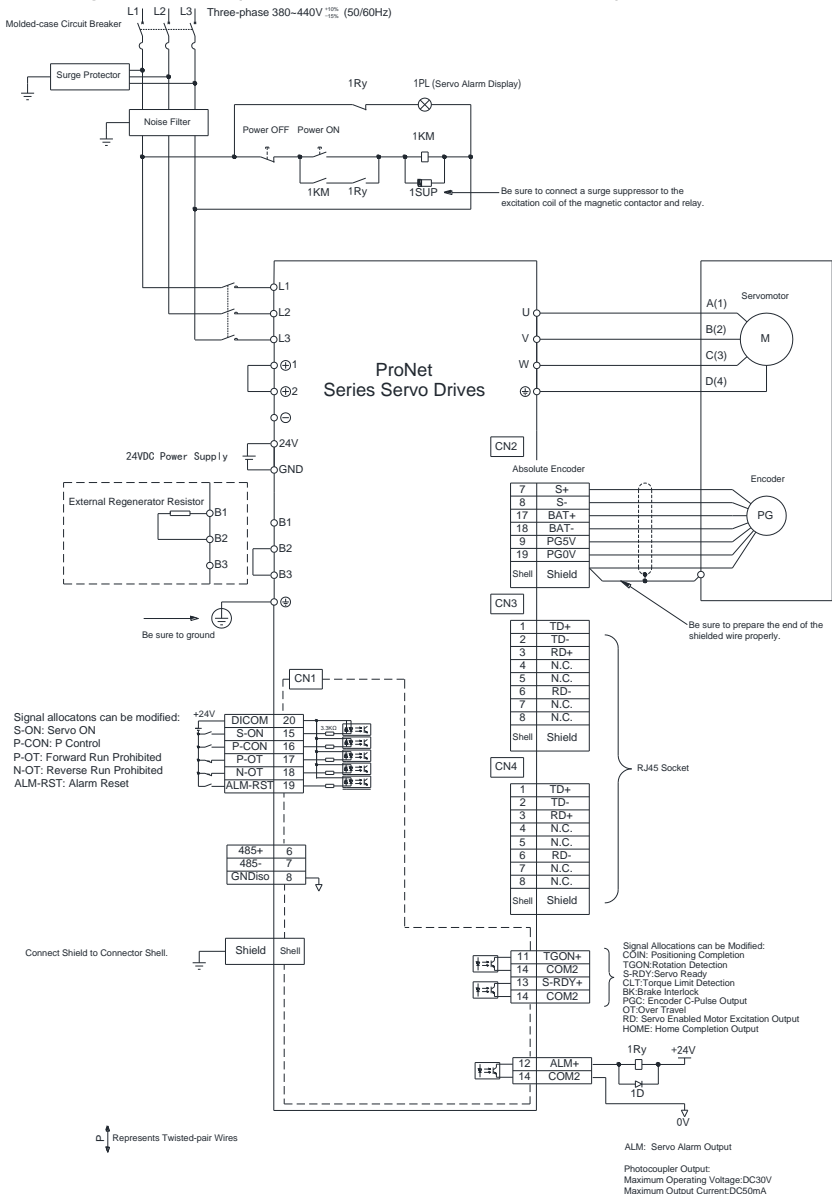 L1 L2 L3 Three-phase 380~440V +10% -15% (50/60Hz)
Molded-case Circuit Breaker
Surge Protector
Noise Filter
1Ry
1PL (Servo Alarm Display)
Power OFF Power ON
1KM
1KM
1Ry
1SUP
Be sure to connect a surge suppressor to the
excitation coil of the magnetic contactor and relay.
L1
L2
L3
⊕1
⊕2
⊖
24V
GND
24VDC Power Supply
External Regenerator Resistor
B1
B2
B3
B1
B2
B3
Be sure to ground
ProNet
Series Servo Drives
U
V
W
A(1)
B(2)
C(3)
D(4)
Servomotor
M
CN2
Absolute Encoder
7 S+
8 S-
17 BAT+
18 BAT-
9 PG5V
19 PG0V
Shell Shield
Encoder
PG
Be sure to prepare the end of the
shielded wire properly.
CN3
1 TD+
2 TD-
3 RD+
4 N.C.
5 N.C.
6 RD-
7 N.C.
8 N.C.
Shell Shield
RJ45 Socket
CN4
1 TD+
2 TD-
3 RD+
4 N.C.
5 N.C.
6 RD-
7 N.C.
8 N.C.
Shell Shield
CN1
Signal allocatons can be modified:
S-ON: Servo ON
P-CON: P Control
P-OT: Forward Run Prohibited
N-OT: Reverse Run Prohibited
ALM-RST: Alarm Reset
+24V
DICOM 20
S-ON 15
P-CON 16
P-OT 17
N-OT 18
ALM-RST 19
3.3KΩ
485+ 6
485- 7
GNDiso 8
Connect Shield to Connector Shell.
Shield Shell
11 TGON+
14 COM2
13 S-RDY+
14 COM2
Signal Allocations can be Modified:
COIN: Positioning Completion
TGON:Rotation Detection
S-RDY:Servo Ready
CLT:Torque Limit Detection
BK:Brake Interlock
PGC: Encoder C-Pulse Output
OT:Over Travel
RD: Servo Enabled Motor Excitation Output
HOME: Home Completion Output
12 ALM+
14 COM2
1Ry
+24V
1D
0V
P Represents Twisted-pair Wires
ALM: Servo Alarm Output
Photocoupler Output:
Maximum Operating Voltage:DC30V
Maximum Output Current:DC50mA